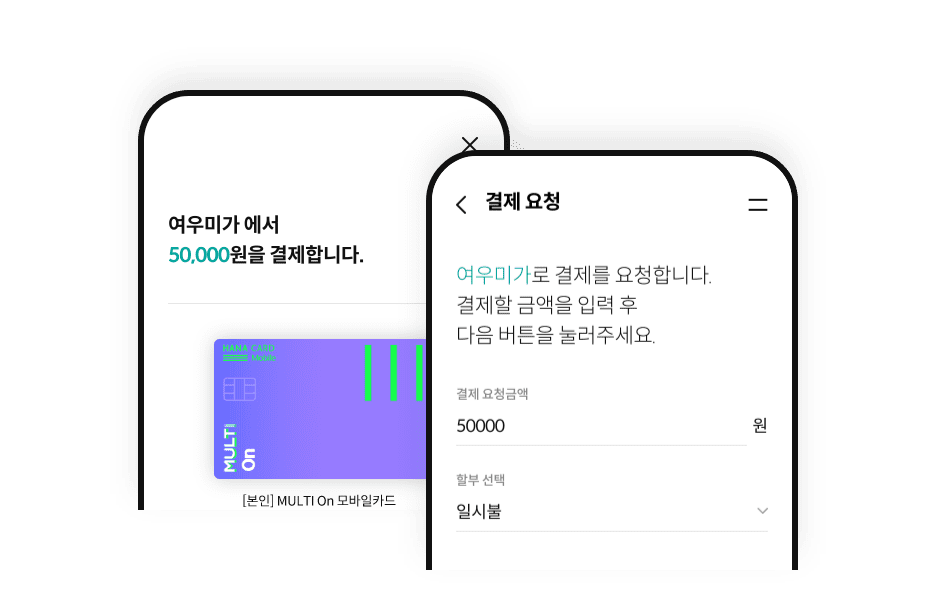 여우미가 에서
50,000원을 결제합니다.
HANA CARD
Mobile
MULTI
On
[본인] MULTI On 모바일카드
결제 요청
여우미가로 결제를 요청합니다.
결제할 금액을 입력 후
다음 버튼을 눌러주세요.
결제 요청금액
50000 원
할부 선택
일시불